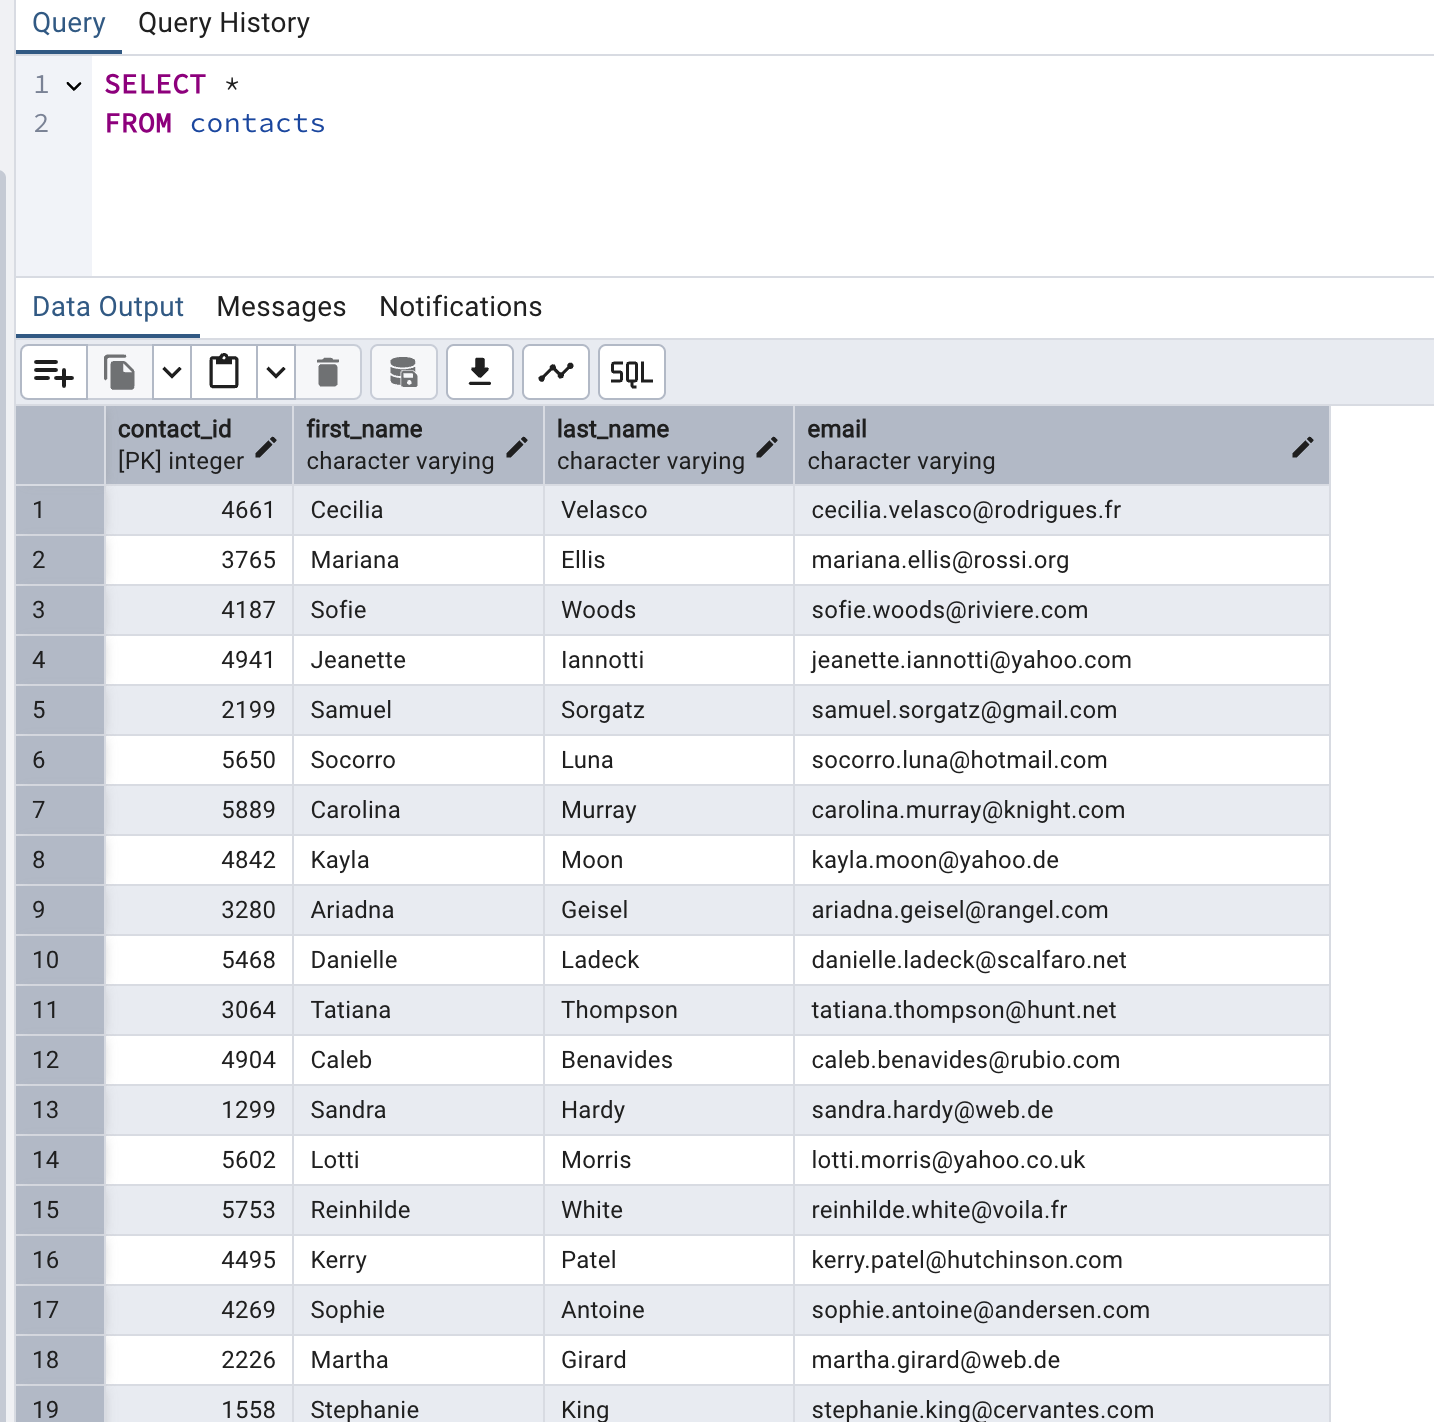 Query Query History
1 SELECT *
2 FROM contacts
Data Output Messages Notifications
SQL
contact_id first_name last_name email
[PK] integer character varying character varying character varying
1 4661 Cecilia Velasco cecilia.velasco@rodrigues.fr
2 3765 Mariana Ellis mariana.ellis@rossi.org
3 4187 Sofie Woods sofie.woods@riviere.com
4 4941 Jeanette Iannotti jeanette.iannotti@yahoo.com
5 2199 Samuel Sorgatz samuel.sorgatz@gmail.com
6 5650 Socorro Luna socorro.luna@hotmail.com
7 5889 Carolina Murray carolina.murray@knight.com
8 4842 Kayla Moon kayla.moon@yahoo.de
9 3280 Ariadna Geisel ariadna.geisel@rangel.com
10 5468 Danielle Ladeck danielle.ladeck@scalfaro.net
11 3064 Tatiana Thompson tatiana.thompson@hunt.net
12 4904 Caleb Benavides caleb.benavides@rubio.com
13 1299 Sandra Hardy sandra.hardy@web.de
14 5602 Lotti Morris lotti.morris@yahoo.co.uk
15 5753 Reinhilde White reinhilde.white@voila.fr
16 4495 Kerry Patel kerry.patel@hutchinson.com
17 4269 Sophie Antoine sophie.antoine@andersen.com
18 2226 Martha Girard martha.girard@web.de
19 1558 Stephanie King stephanie.king@cervantes.com